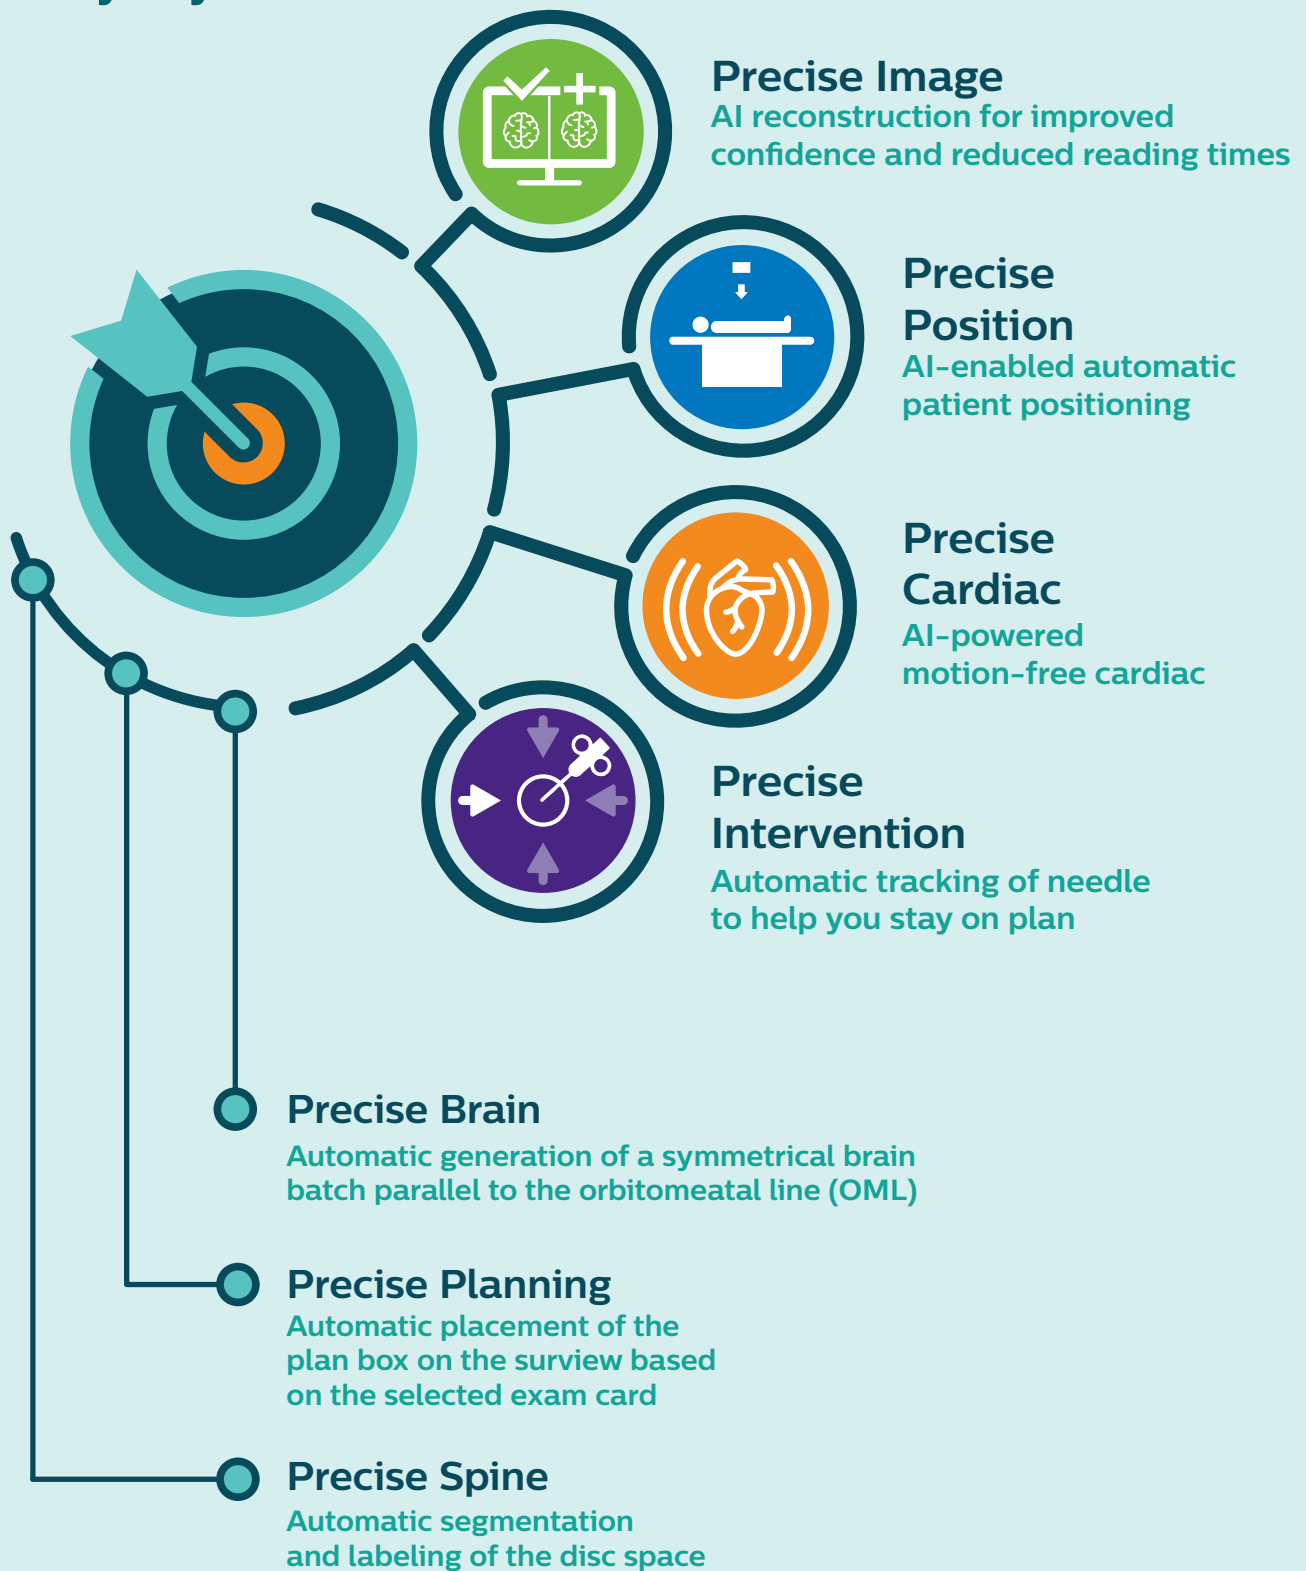 Precise Image
AI reconstruction for improved
confidence and reduced reading times
Precise
Position
AI-enabled automatic
patient positioning
Precise
Cardiac
AI-powered
motion-free cardiac
Precise
Intervention
Automatic tracking of needle
to help you stay on plan
Precise Brain
Automatic generation of a symmetrical brain
batch parallel to the orbitomeatal line (OML)
Precise Planning
Automatic placement of the
plan box on the surview based
on the selected exam card
Precise Spine
Automatic segmentation
and labeling of the disc space